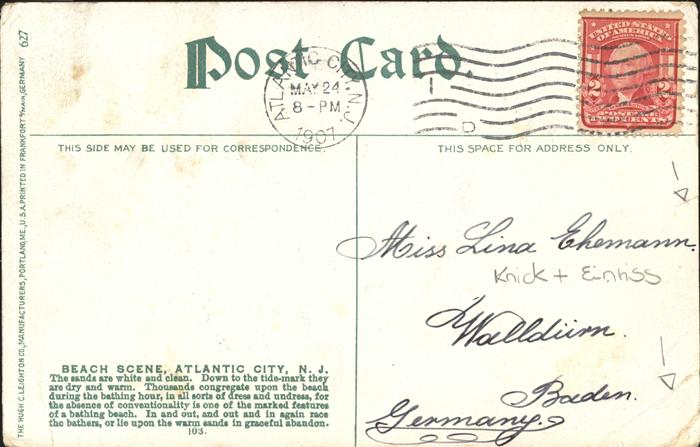 Post Card.
ATLANTIC CITY, N.J.
MAY 24
8 - PM
1907
1
D
UNITED STATES
OF AMERICA
2 2
POSTAGE
TWO CENTS
THIS SIDE MAY BE USED FOR CORRESPONDENCE.
THIS SPACE FOR ADDRESS ONLY.
Miss Lina Ehemann.
Knick + Einriss
Walldürn.
Baden.
Germany.
BEACH SCENE, ATLANTIC CITY, N. J.
The sands are white and clean. Down to the tide-mark they
are dry and warm. Thousands congregate upon the beach
during the bathing hour, in all sorts of dress and undress, for
the absence of conventionality is one of the marked features
of a bathing beach. In and out, and out and in again race
the bathers, or lie upon the warm sands in graceful abandon.
103.
THE HUGH C. LEIGHTON CO., MANUFACTURERS, PORTLAND, ME., U.S.A. PRINTED IN FRANKFORT o/MAIN, GERMANY 627